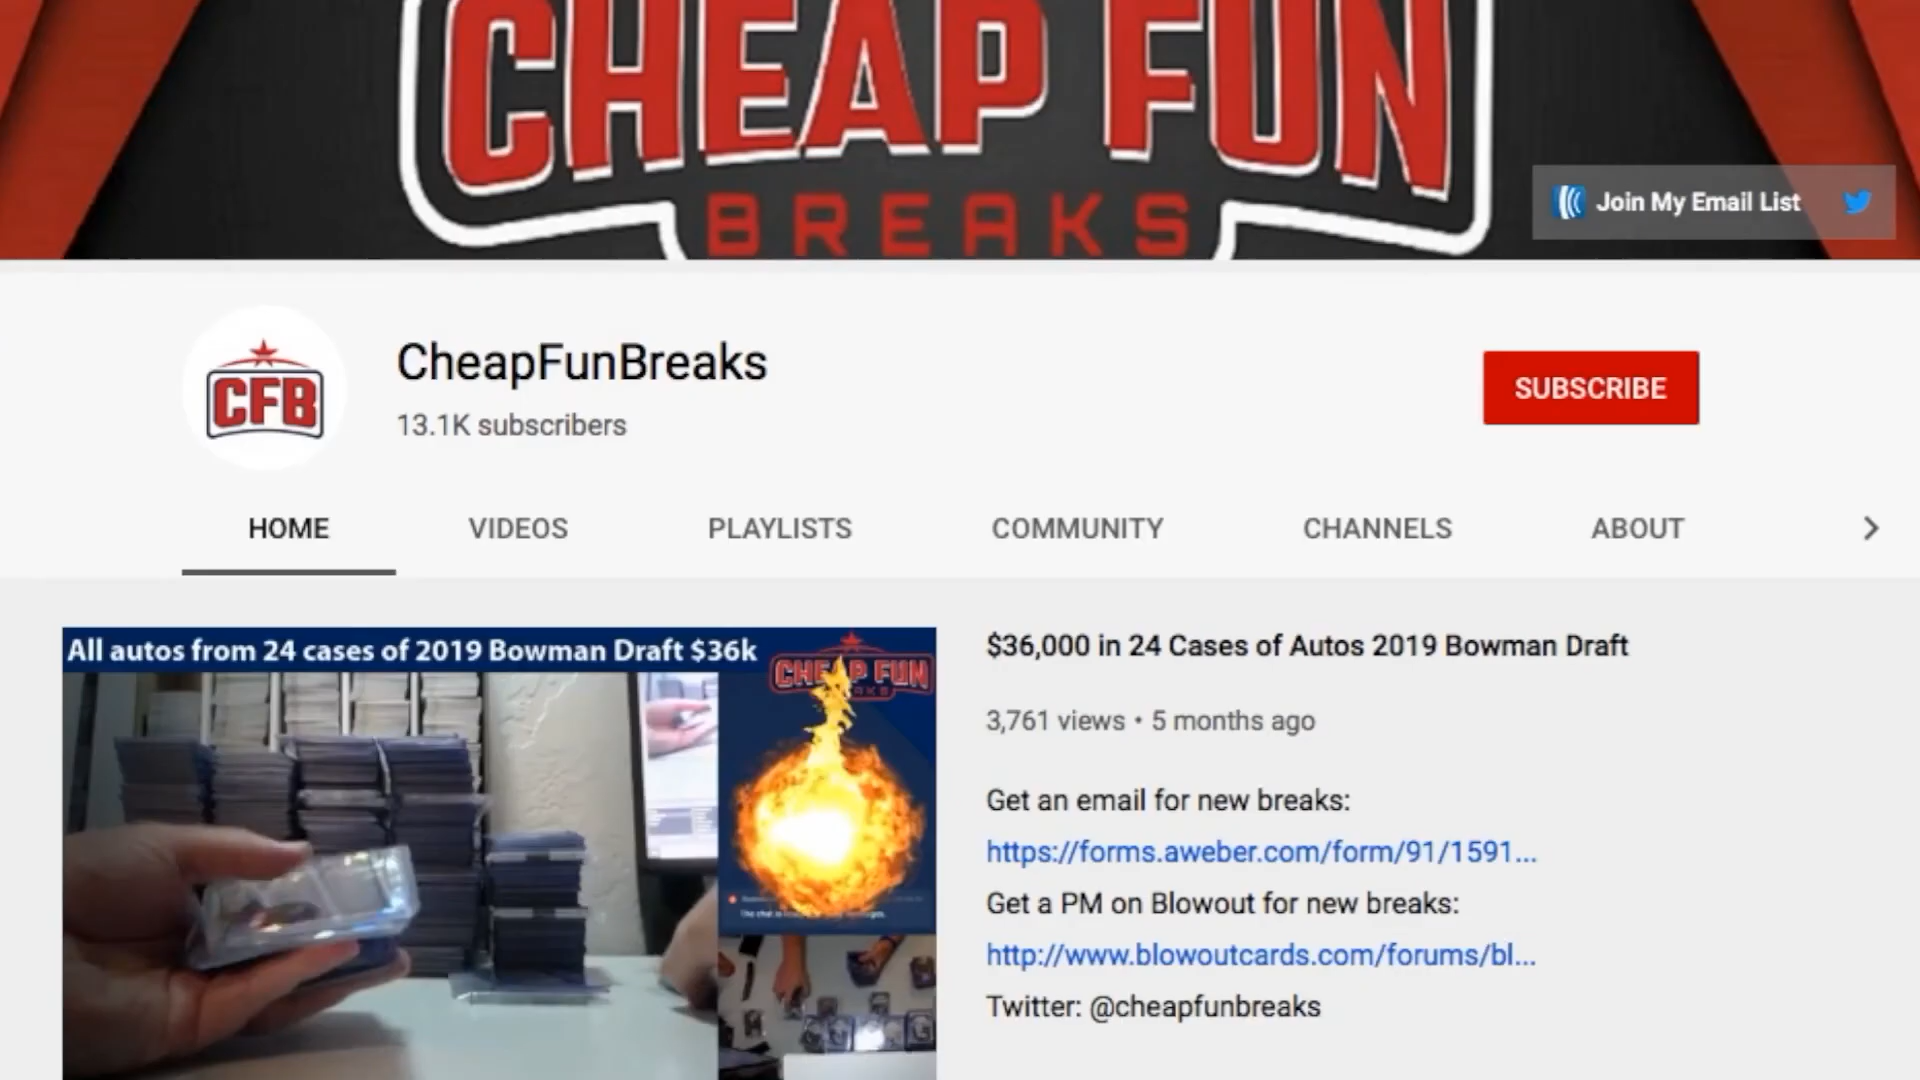 CHEAP FUN
BREAKS
Join My Email List
CFB
CheapFunBreaks
13.1K subscribers
SUBSCRIBE
HOME
VIDEOS
PLAYLISTS
COMMUNITY
CHANNELS
ABOUT
All autos from 24 cases of 2019 Bowman Draft $36k
CHEAP FUN
$36,000 in 24 Cases of Autos 2019 Bowman Draft
3,761 views • 5 months ago
Get an email for new breaks:
https://forms.aweber.com/form/91/1591...
Get a PM on Blowout for new breaks:
http://www.blowoutcards.com/forums/bl...
Twitter: @cheapfunbreaks